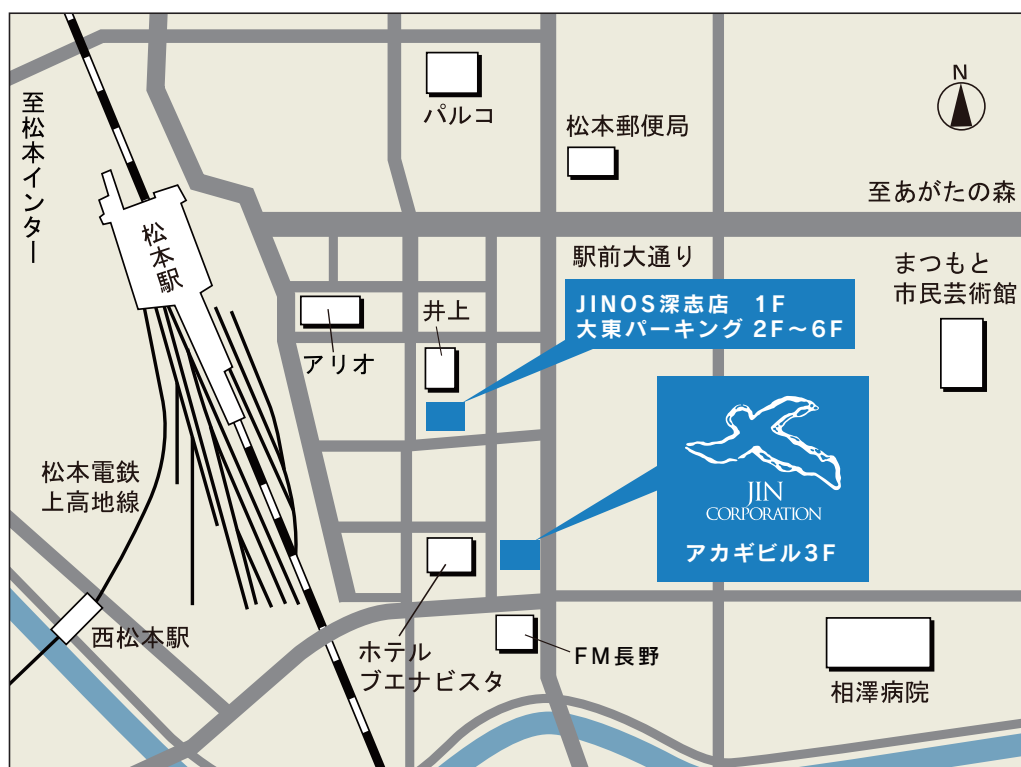 N
パルコ
松本郵便局
至松本インター
至あがたの森
松本駅
駅前大通り
まつもと
市民芸術館
JINOS深志店 1F
大東パーキング 2F〜6F
井上
アリオ
松本電鉄
上高地線
JIN
CORPORATION
アカギビル3F
西松本駅
ホテル
ブエナビスタ
FM長野
相澤病院